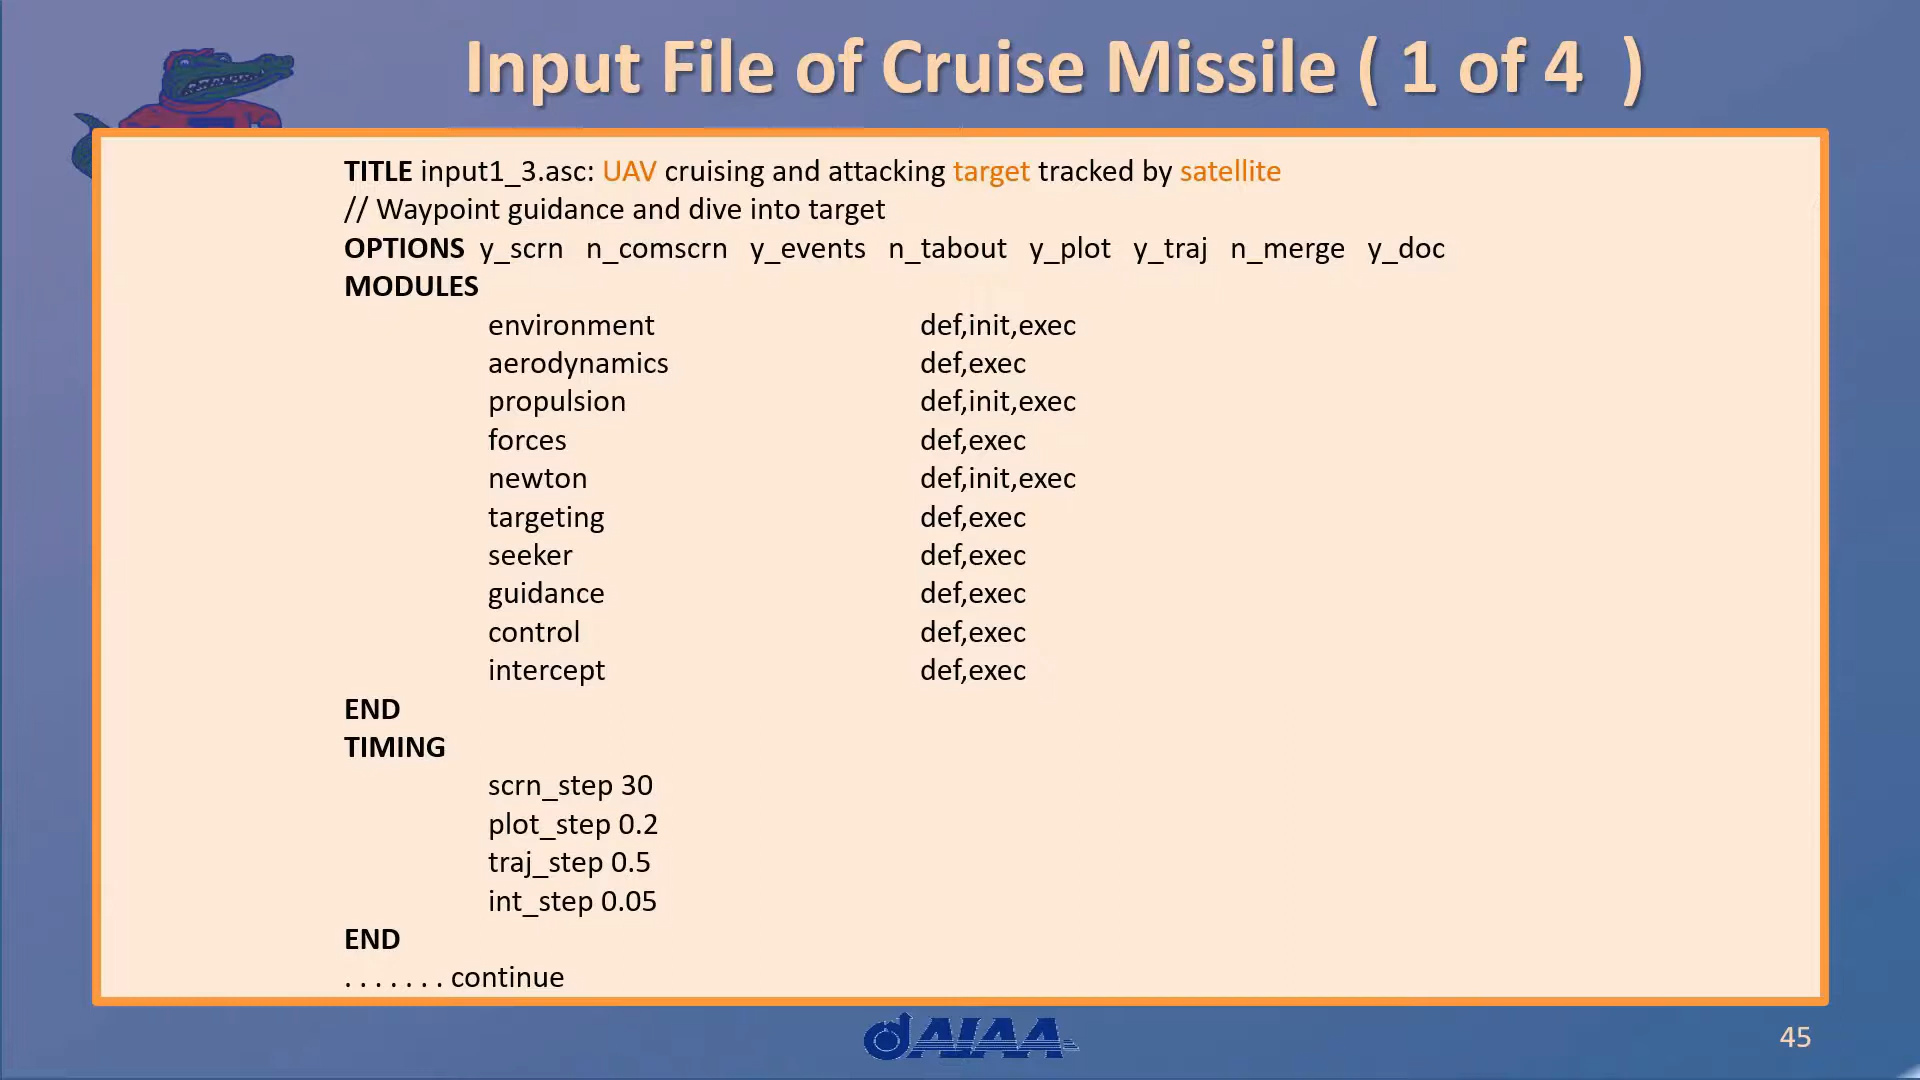 Input File of Cruise Missile ( 1 of 4 )
TITLE input1_3.asc: UAV cruising and attacking target tracked by satellite
// Waypoint guidance and dive into target
OPTIONS y_scrn n_comscrn y_events n_tabout y_plot y_traj n_merge y_doc
MODULES
environment def,init,exec
aerodynamics def,exec
propulsion def,init,exec
forces def,exec
newton def,init,exec
targeting def,exec
seeker def,exec
guidance def,exec
control def,exec
intercept def,exec
END
TIMING
scrn_step 30
plot_step 0.2
traj_step 0.5
int_step 0.05
END
. . . . . . . continue
AIAA
45